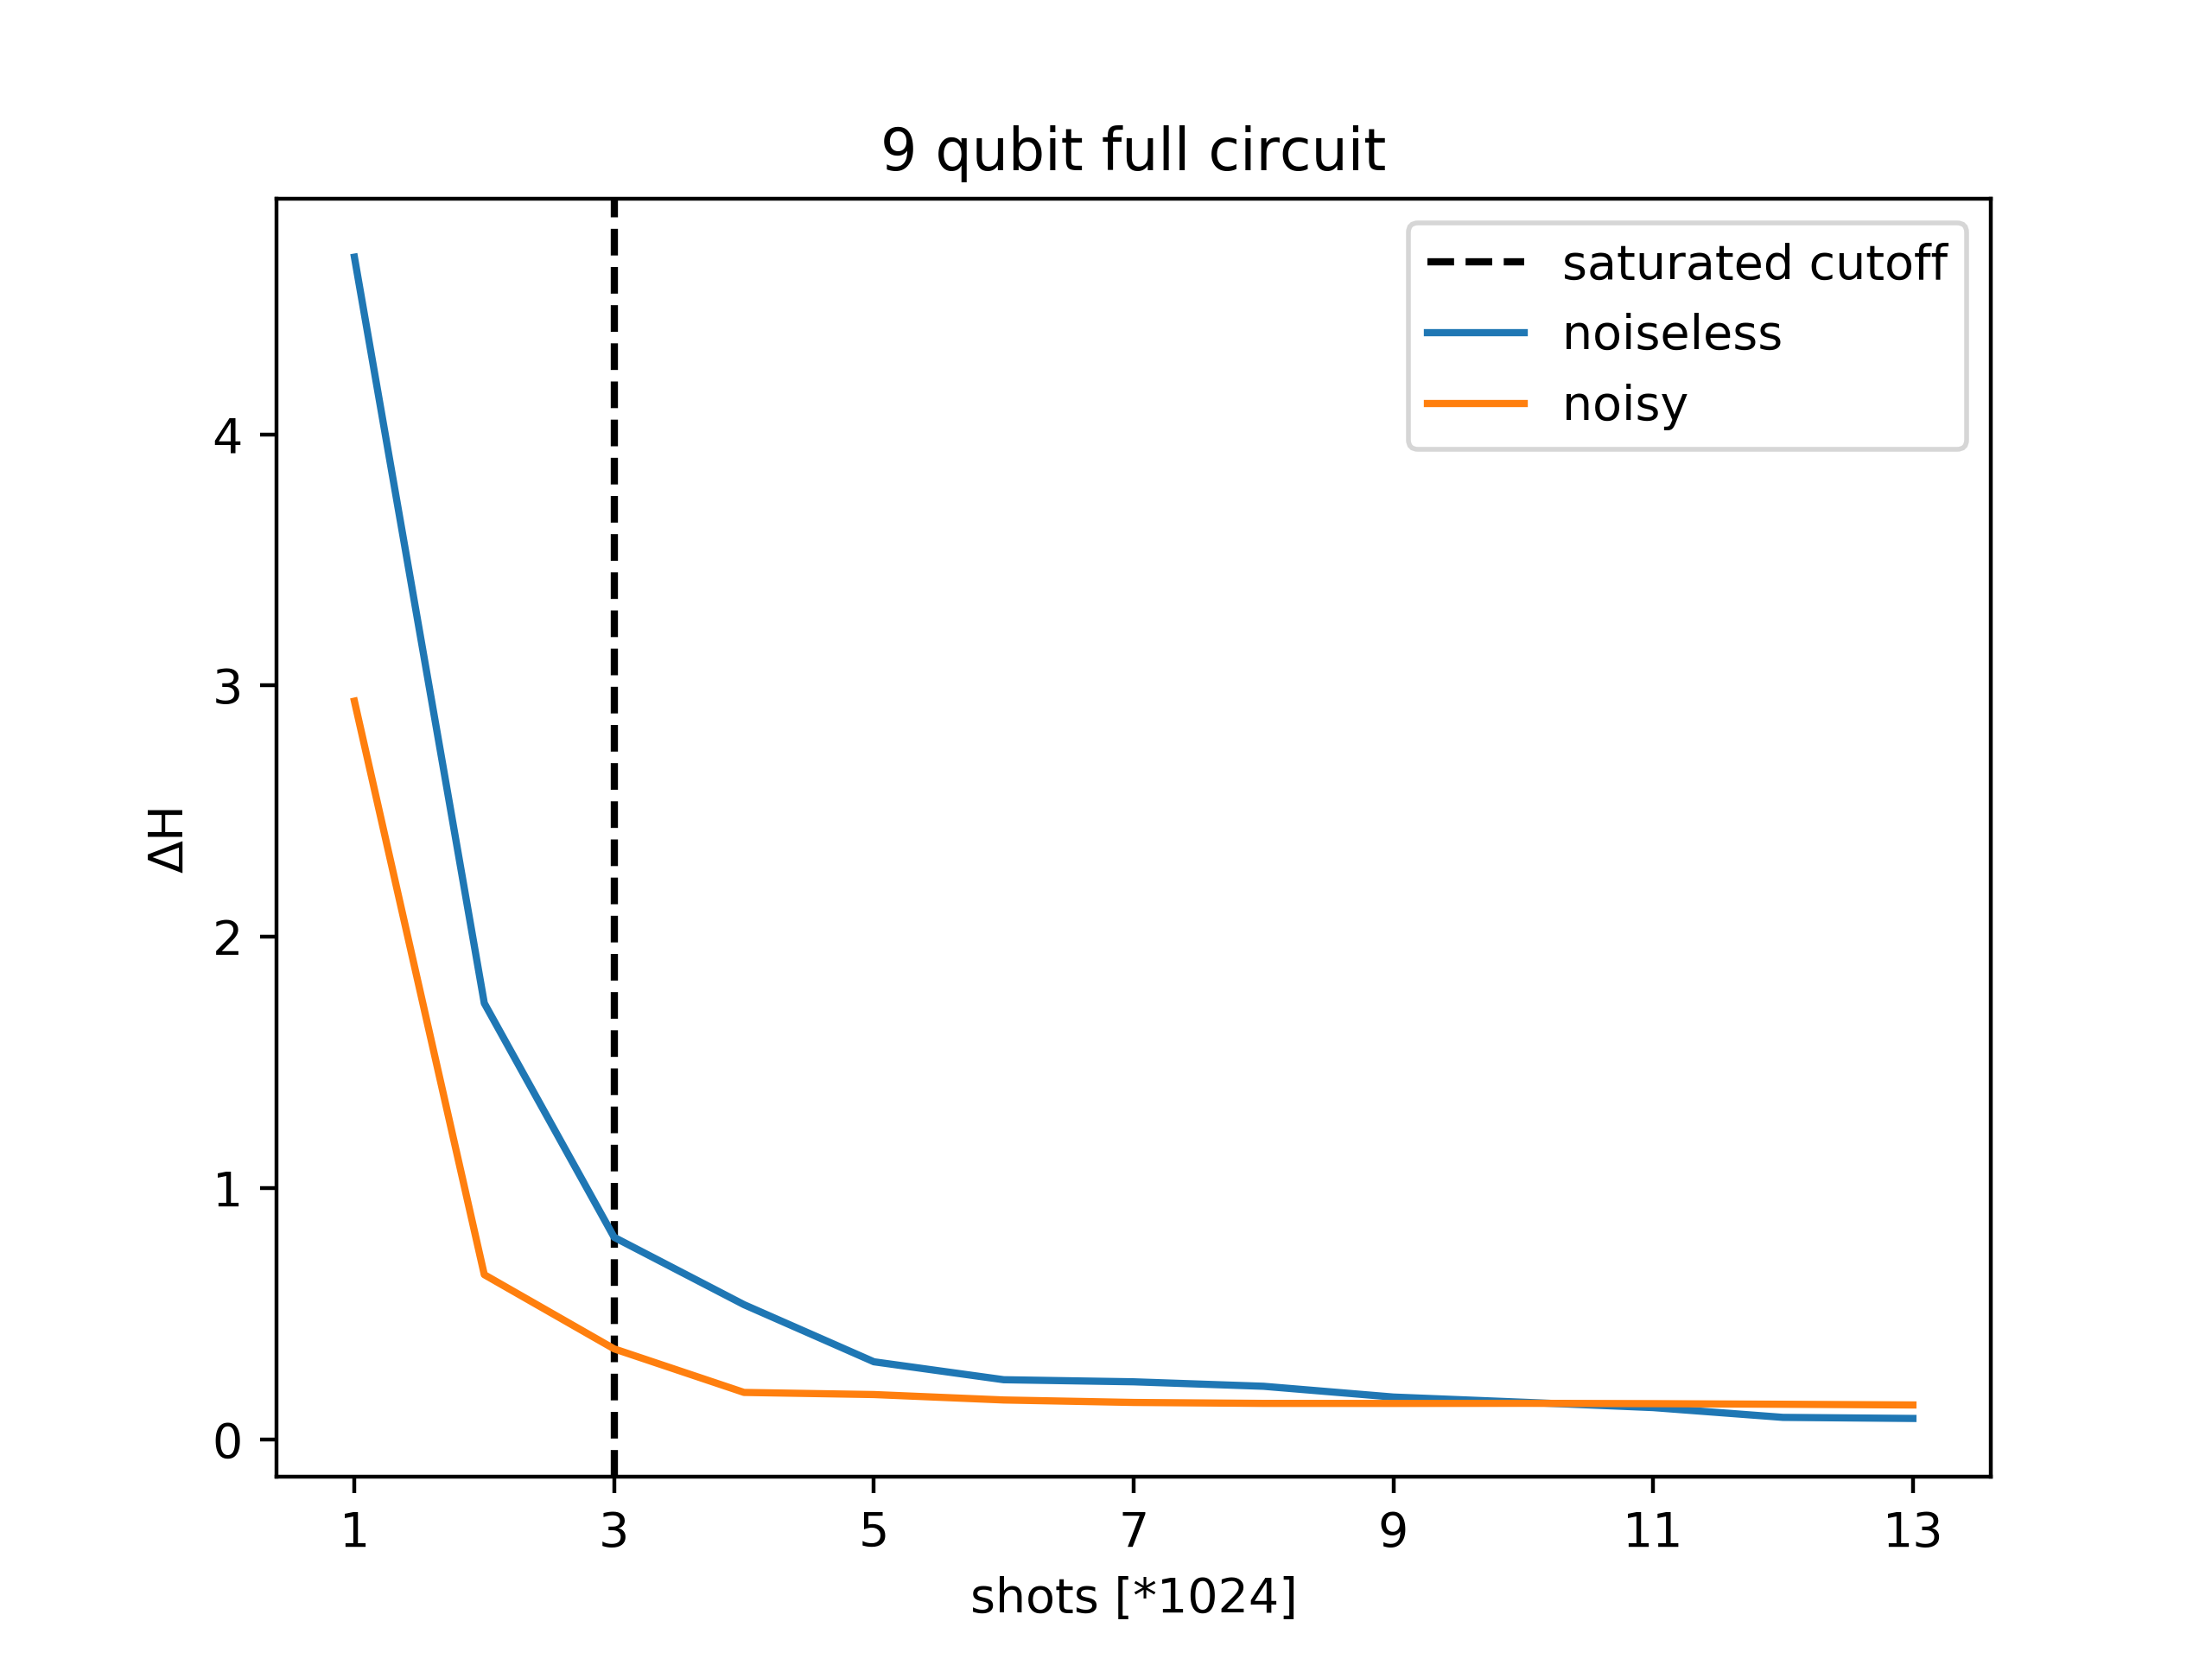 9 qubit full circuit
saturated cutoff
noiseless
noisy
ΔH
4
3
2
1
0
1 3 5 7 9 11 13
shots [*1024]